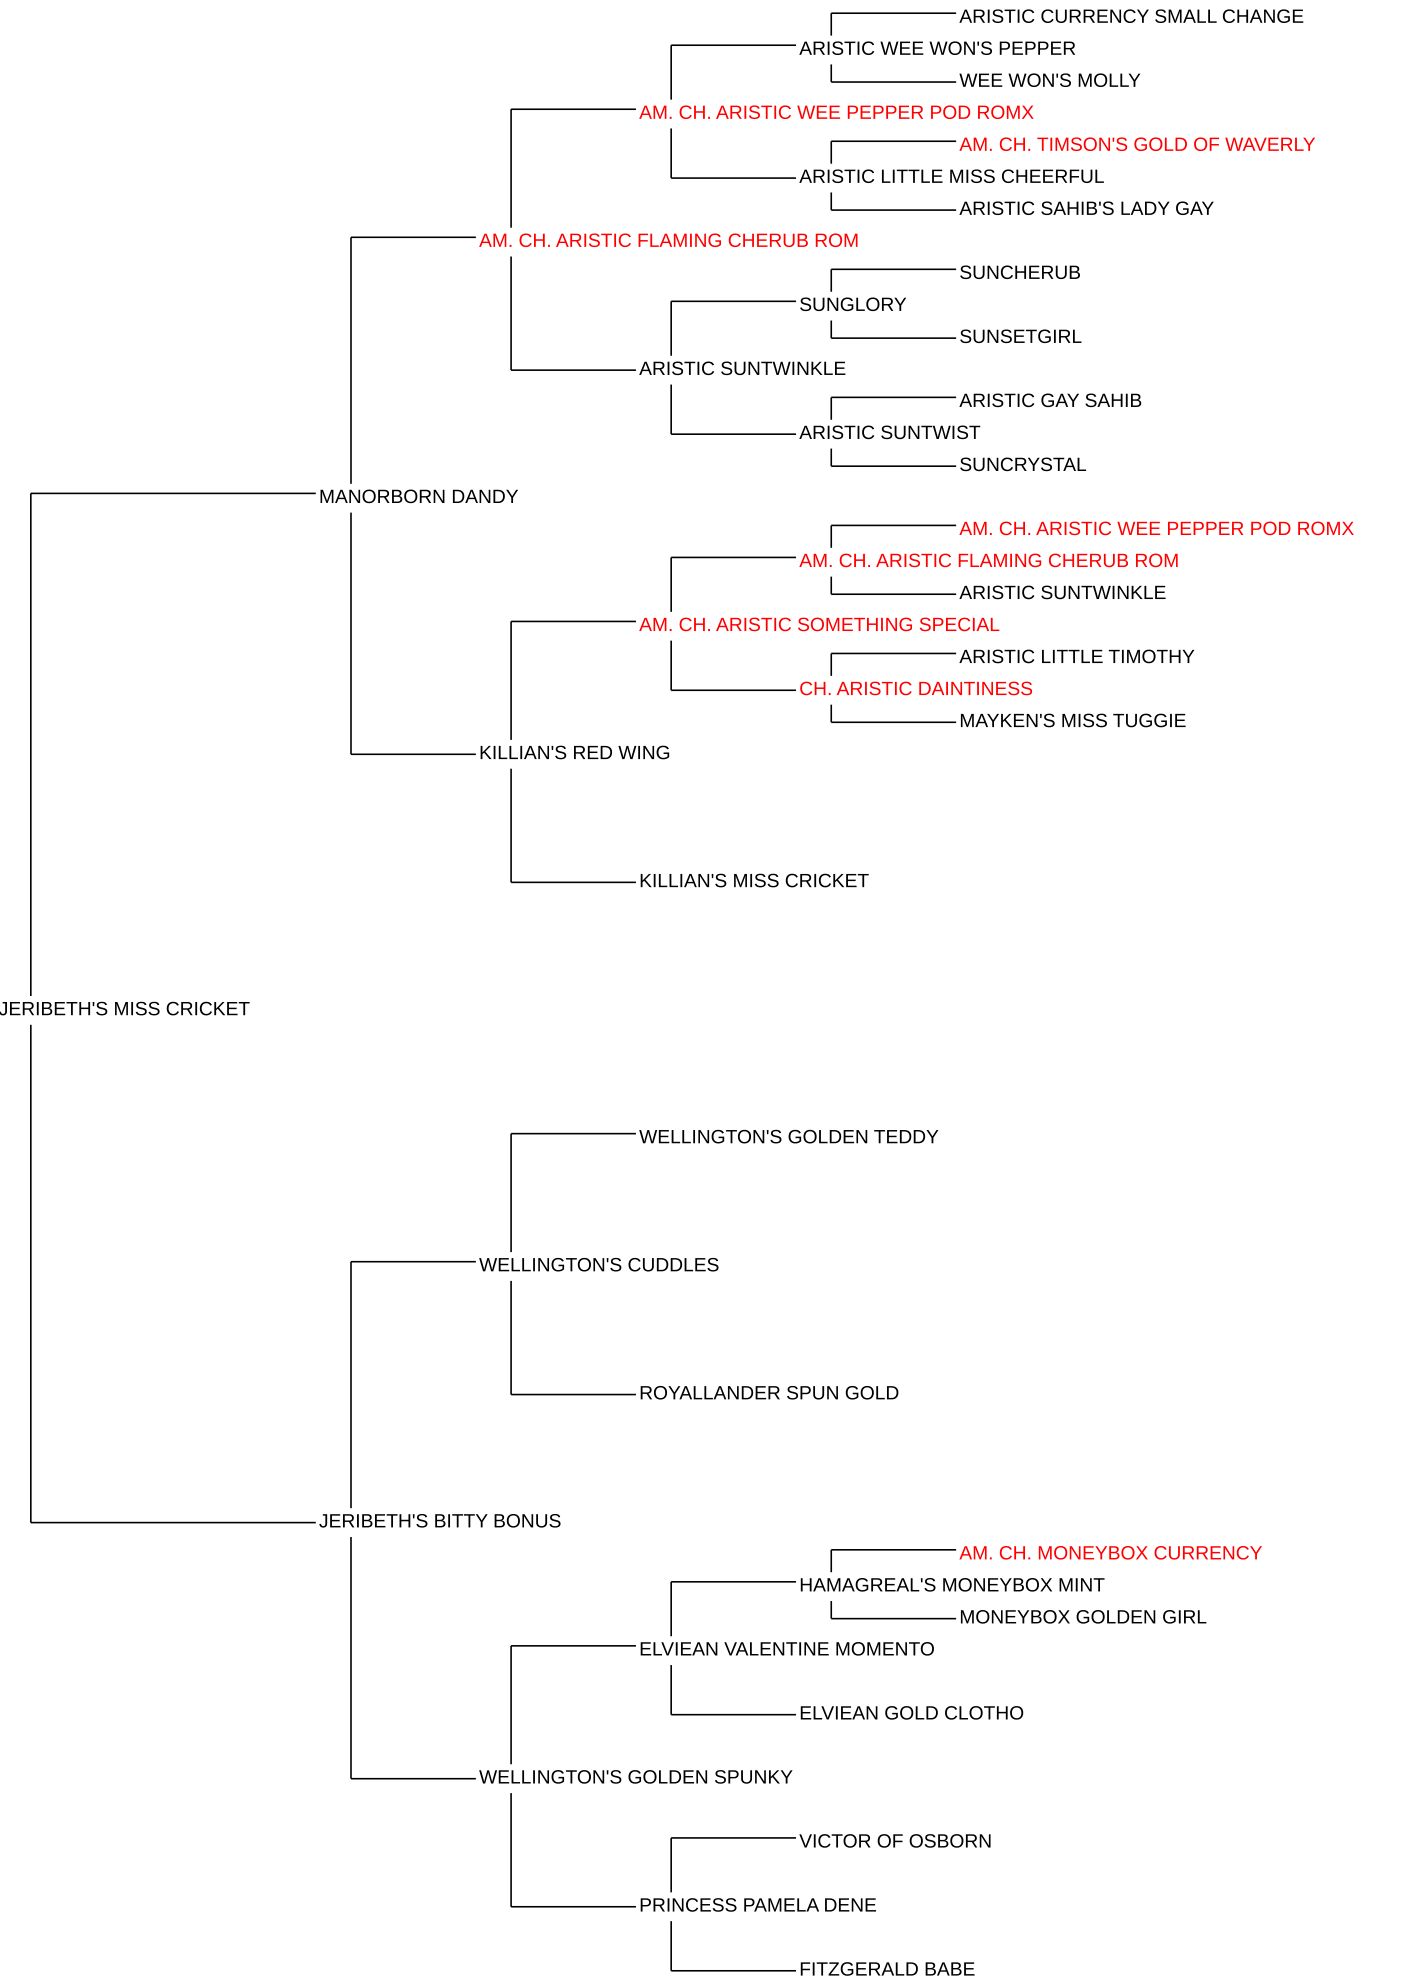 ARISTIC CURRENCY SMALL CHANGE
ARISTIC WEE WON'S PEPPER
WEE WON'S MOLLY
AM. CH. ARISTIC WEE PEPPER POD ROMX
AM. CH. TIMSON'S GOLD OF WAVERLY
ARISTIC LITTLE MISS CHEERFUL
ARISTIC SAHIB'S LADY GAY
AM. CH. ARISTIC FLAMING CHERUB ROM
SUNCHERUB
SUNGLORY
SUNSETGIRL
ARISTIC SUNTWINKLE
ARISTIC GAY SAHIB
ARISTIC SUNTWIST
SUNCRYSTAL
MANORBORN DANDY
AM. CH. ARISTIC WEE PEPPER POD ROMX
AM. CH. ARISTIC FLAMING CHERUB ROM
ARISTIC SUNTWINKLE
AM. CH. ARISTIC SOMETHING SPECIAL
ARISTIC LITTLE TIMOTHY
CH. ARISTIC DAINTINESS
MAYKEN'S MISS TUGGIE
KILLIAN'S RED WING
KILLIAN'S MISS CRICKET
JERIBETH'S MISS CRICKET
WELLINGTON'S GOLDEN TEDDY
WELLINGTON'S CUDDLES
ROYALLANDER SPUN GOLD
JERIBETH'S BITTY BONUS
AM. CH. MONEYBOX CURRENCY
HAMAGREAL'S MONEYBOX MINT
MONEYBOX GOLDEN GIRL
ELVIEAN VALENTINE MOMENTO
ELVIEAN GOLD CLOTHO
WELLINGTON'S GOLDEN SPUNKY
VICTOR OF OSBORN
PRINCESS PAMELA DENE
FITZGERALD BABE